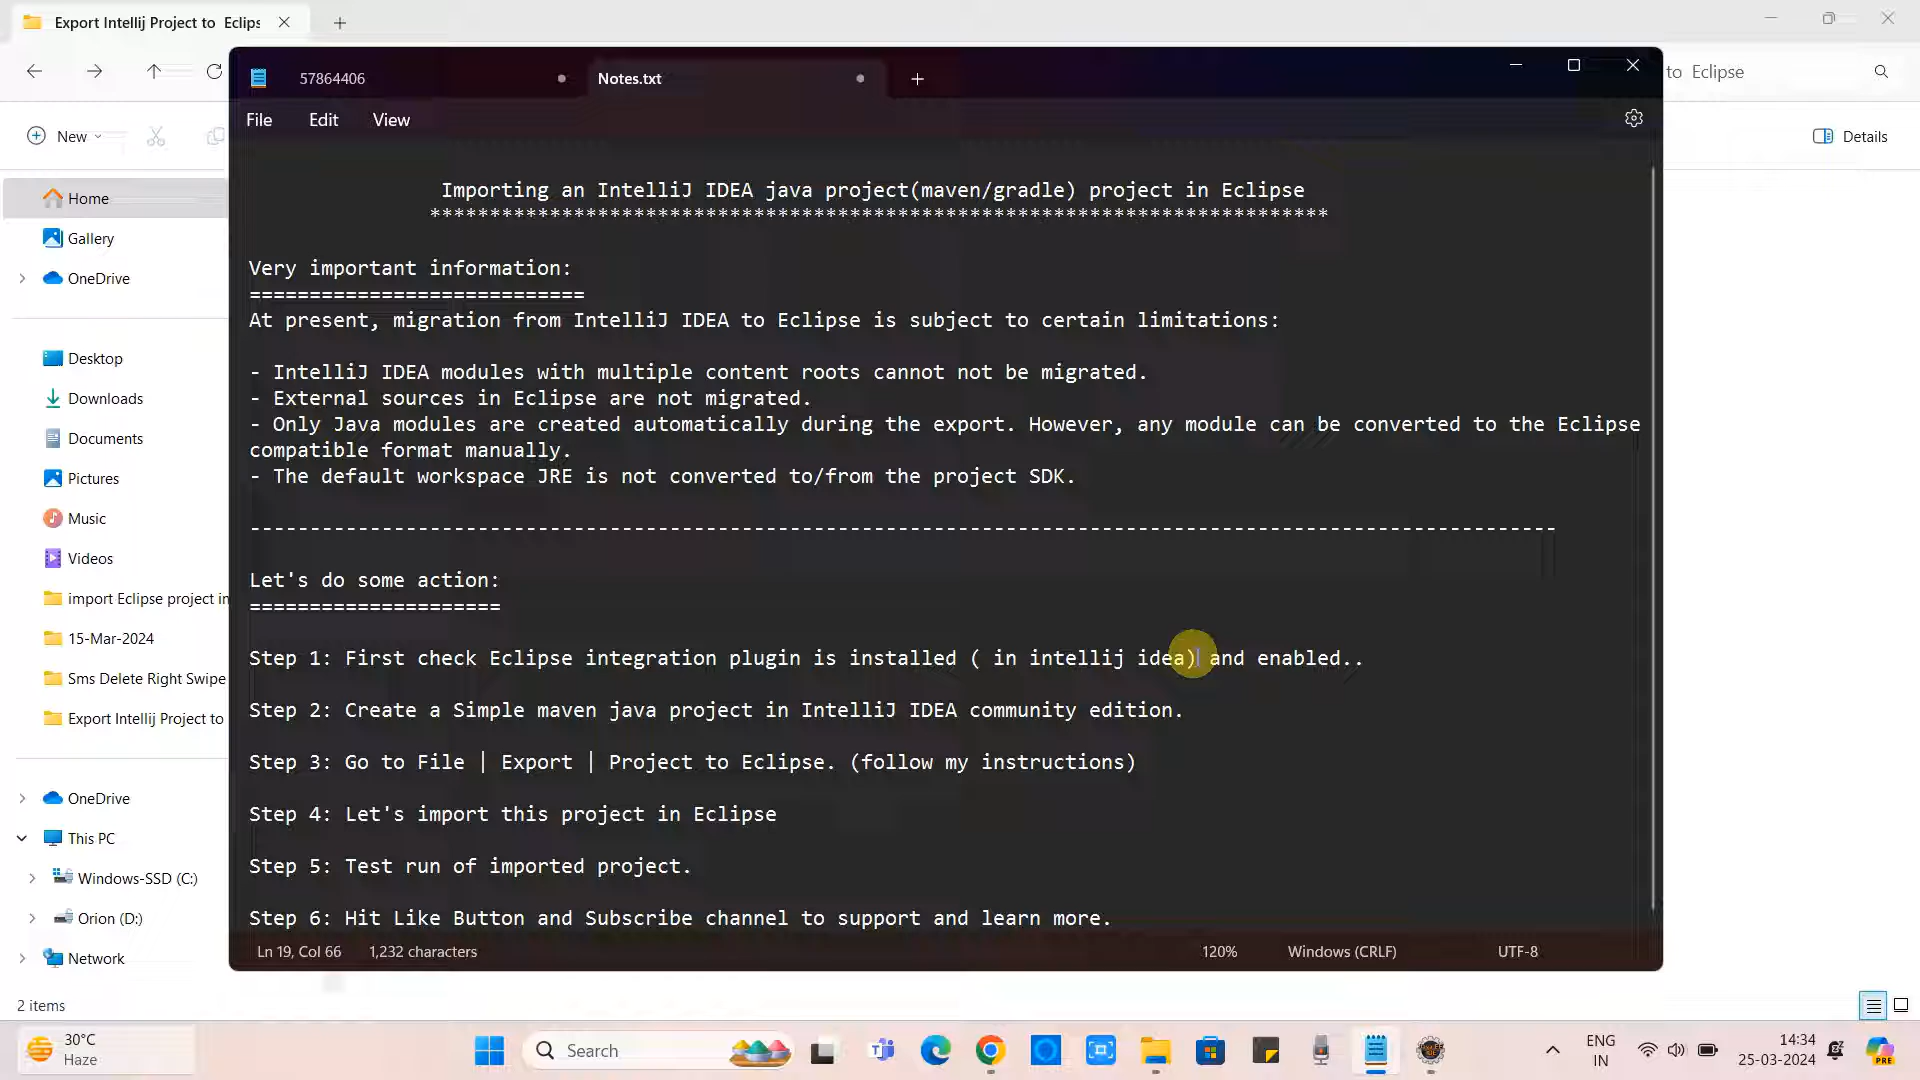 Export Intellij Project to Eclips
57864406
Notes.txt
to Eclipse
File Edit View
New
Details
Importing an IntelliJ IDEA java project(maven/gradle) project in Eclipse
***************************************************************************
Very important information:
============================
At present, migration from IntelliJ IDEA to Eclipse is subject to certain limitations:
- IntelliJ IDEA modules with multiple content roots cannot not be migrated.
- External sources in Eclipse are not migrated.
- Only Java modules are created automatically during the export. However, any module can be converted to the Eclipse
compatible format manually.
- The default workspace JRE is not converted to/from the project SDK.
-------------------------------------------------------------------------------------------------------------
Let's do some action:
=====================
Step 1: First check Eclipse integration plugin is installed ( in intellij idea) and enabled..
Step 2: Create a Simple maven java project in IntelliJ IDEA community edition.
Step 3: Go to File | Export | Project to Eclipse. (follow my instructions)
Step 4: Let's import this project in Eclipse
Step 5: Test run of imported project.
Step 6: Hit Like Button and Subscribe channel to support and learn more.
Ln 19, Col 66 1,232 characters 120% Windows (CRLF) UTF-8
Home
Gallery
OneDrive
Desktop
Downloads
Documents
Pictures
Music
Videos
import Eclipse project in
15-Mar-2024
Sms Delete Right Swipe
Export Intellij Project to
OneDrive
This PC
Windows-SSD (C:)
Orion (D:)
Network
2 items
30°C
Haze
Search
ENG
IN
14:34
25-03-2024
PRE